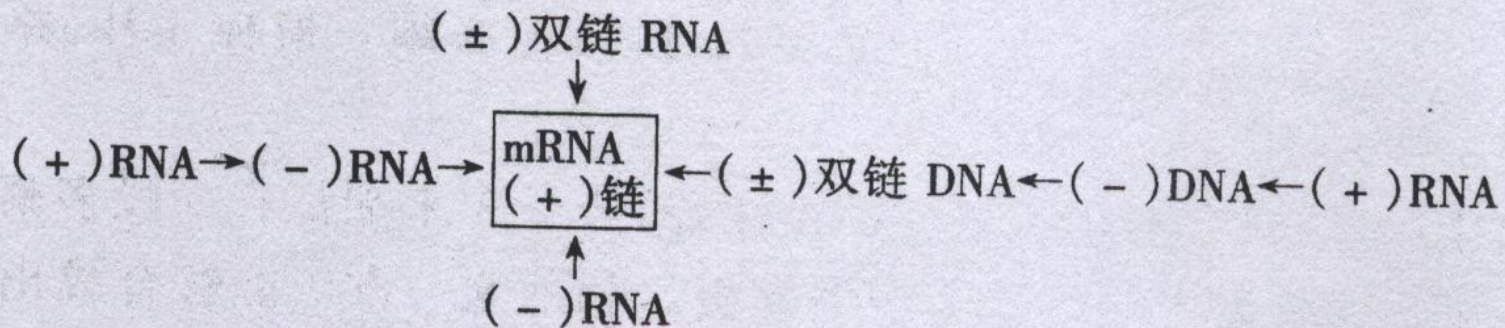 ( ± )双链 RNA
↓
( + )RNA→( - )RNA→ mRNA ( + )链 ←( ± )双链 DNA←( - )DNA←( + )RNA
↑
( - )RNA